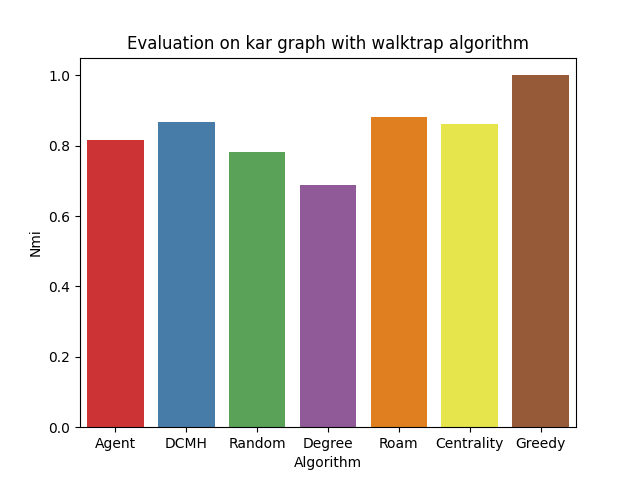 Evaluation on kar graph with walktrap algorithm
1.0
0.8
0.6
0.4
0.2
0.0
Nmi
Agent DCMH Random Degree Roam Centrality Greedy
Algorithm